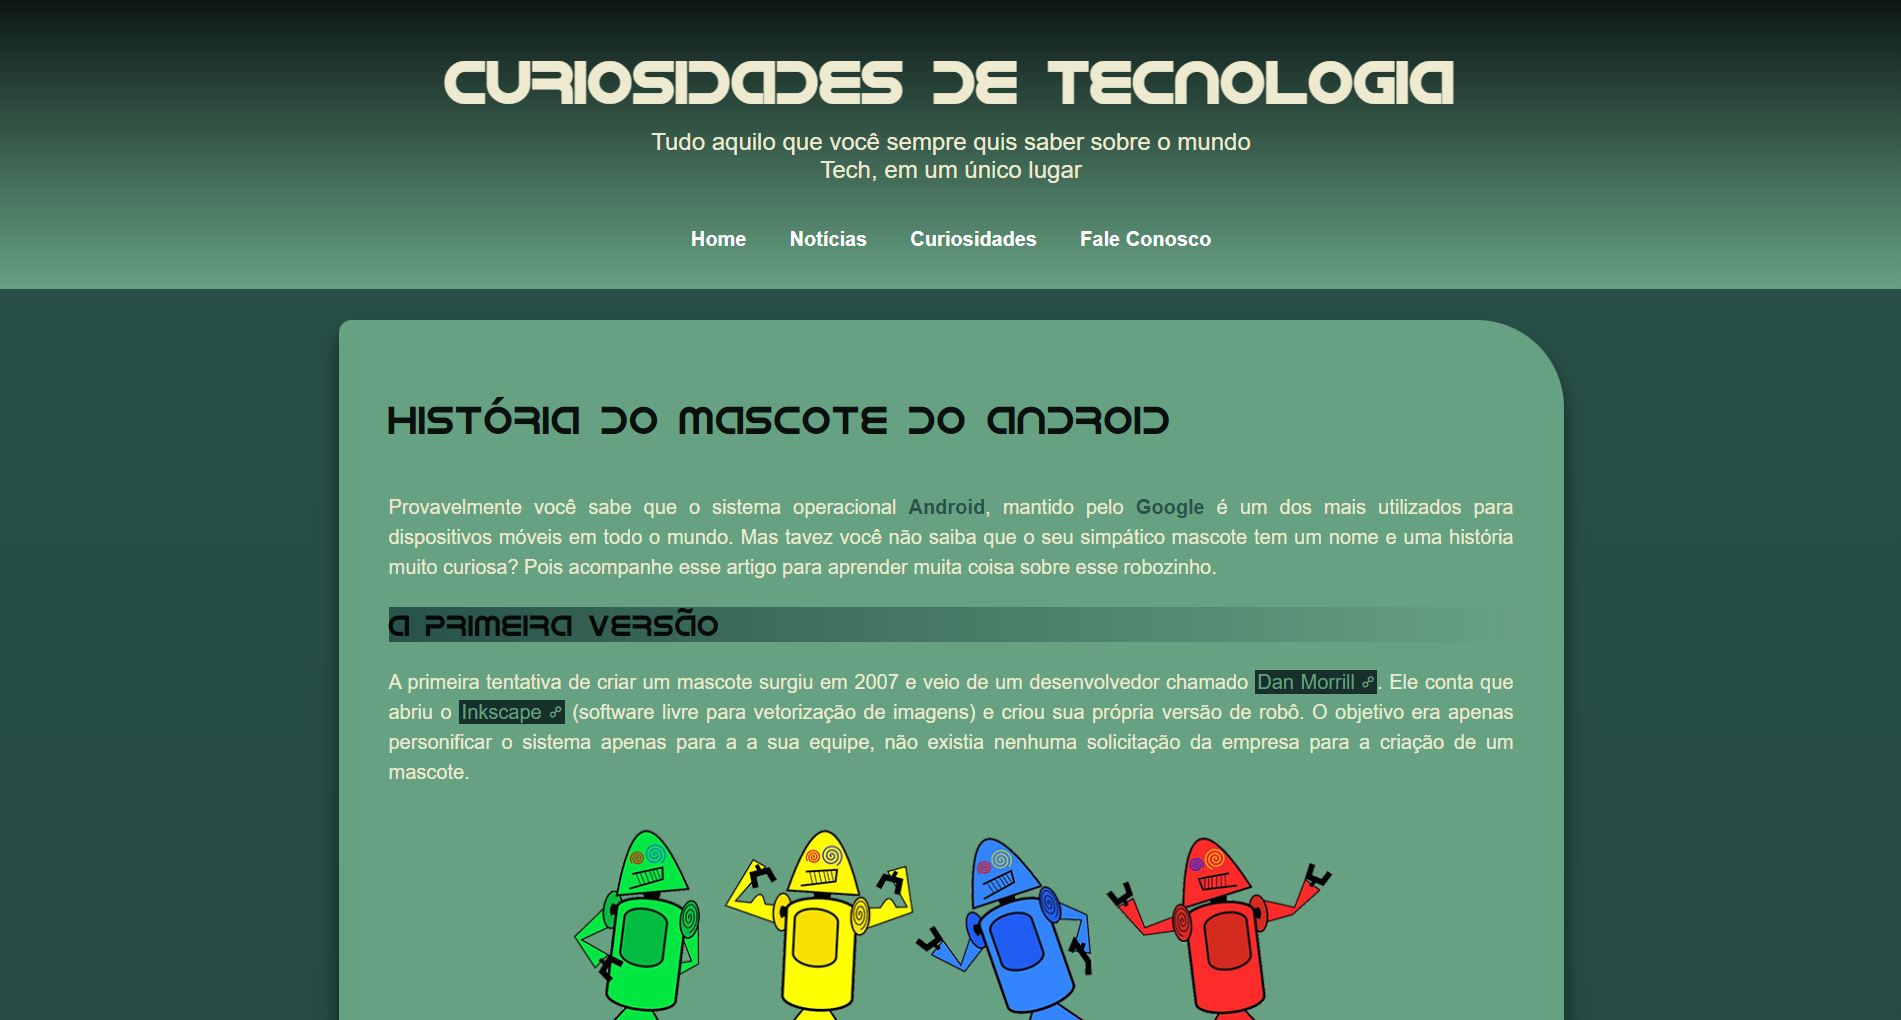 CURIOSIDADES DE TECNOLOGIA
Tudo aquilo que você sempre quis saber sobre o mundo
Tech, em um único lugar
Home Notícias Curiosidades Fale Conosco
HISTÓRIA DO MASCOTE DO ANDROID
Provavelmente você sabe que o sistema operacional Android, mantido pelo Google é um dos mais utilizados para
dispositivos móveis em todo o mundo. Mas tavez você não saiba que o seu simpático mascote tem um nome e uma história
muito curiosa? Pois acompanhe esse artigo para aprender muita coisa sobre esse robozinho.
A PRIMEIRA VERSÃO
A primeira tentativa de criar um mascote surgiu em 2007 e veio de um desenvolvedor chamado Dan Morrill. Ele conta que
abriu o Inkscape (software livre para vetorização de imagens) e criou sua própria versão de robô. O objetivo era apenas
personificar o sistema apenas para a a sua equipe, não existia nenhuma solicitação da empresa para a criação de um
mascote.